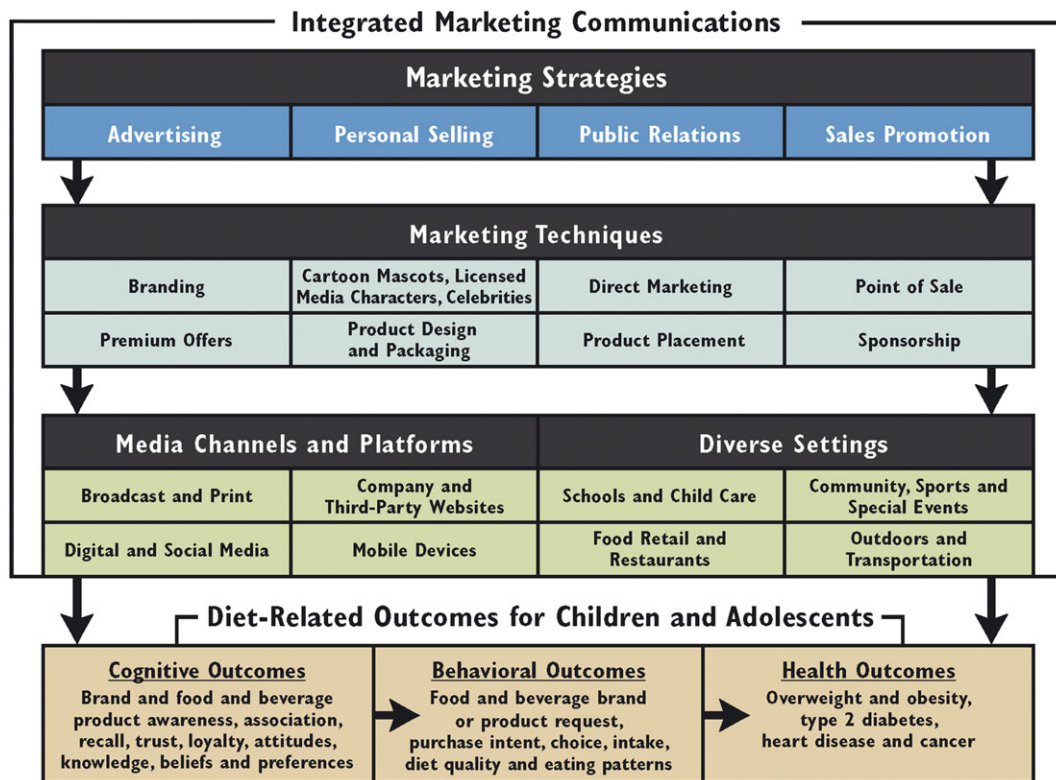 Integrated Marketing Communications
Marketing Strategies
Advertising
Personal Selling
Public Relations
Sales Promotion
Marketing Techniques
Branding
Cartoon Mascots, Licensed
Media Characters, Celebrities
Direct Marketing
Point of Sale
Premium Offers
Product Design
and Packaging
Product Placement
Sponsorship
Media Channels and Platforms
Diverse Settings
Broadcast and Print
Company and
Third-Party Websites
Schools and Child Care
Community, Sports and
Special Events
Digital and Social Media
Mobile Devices
Food Retail and
Restaurants
Outdoors and
Transportation
Diet-Related Outcomes for Children and Adolescents
Cognitive Outcomes
Brand and food and beverage
product awareness, association,
recall, trust, loyalty, attitudes,
knowledge, beliefs and preferences
Behavioral Outcomes
Food and beverage brand
or product request,
purchase intent, choice, intake,
diet quality and eating patterns
Health Outcomes
Overweight and obesity,
type 2 diabetes,
heart disease and cancer